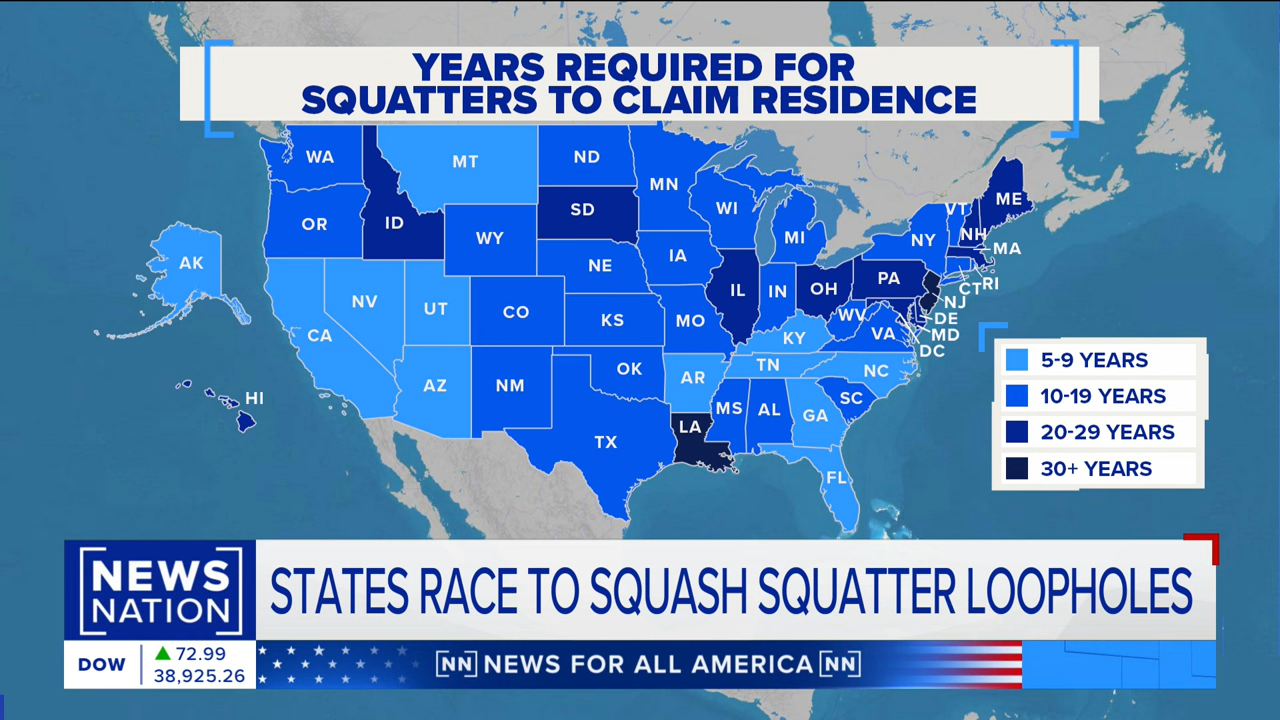 YEARS REQUIRED FOR
SQUATTERS TO CLAIM RESIDENCE
WA
MT
ND
MN
OR
ID
SD
WI
WY
MI
NY
VT
ME
NH
MA
AK
IA
NE
NV
UT
CO
IL
IN
OH
PA
CT
RI
NJ
CA
KS
MO
WV
VA
DE
MD
DC
KY
AZ
NM
OK
AR
TN
NC
HI
MS
AL
GA
SC
TX
LA
FL
5-9 YEARS
10-19 YEARS
20-29 YEARS
30+ YEARS
NEWS
NATION
STATES RACE TO SQUASH SQUATTER LOOPHOLES
DOW
72.99
38,925.26
NN NEWS FOR ALL AMERICA NN